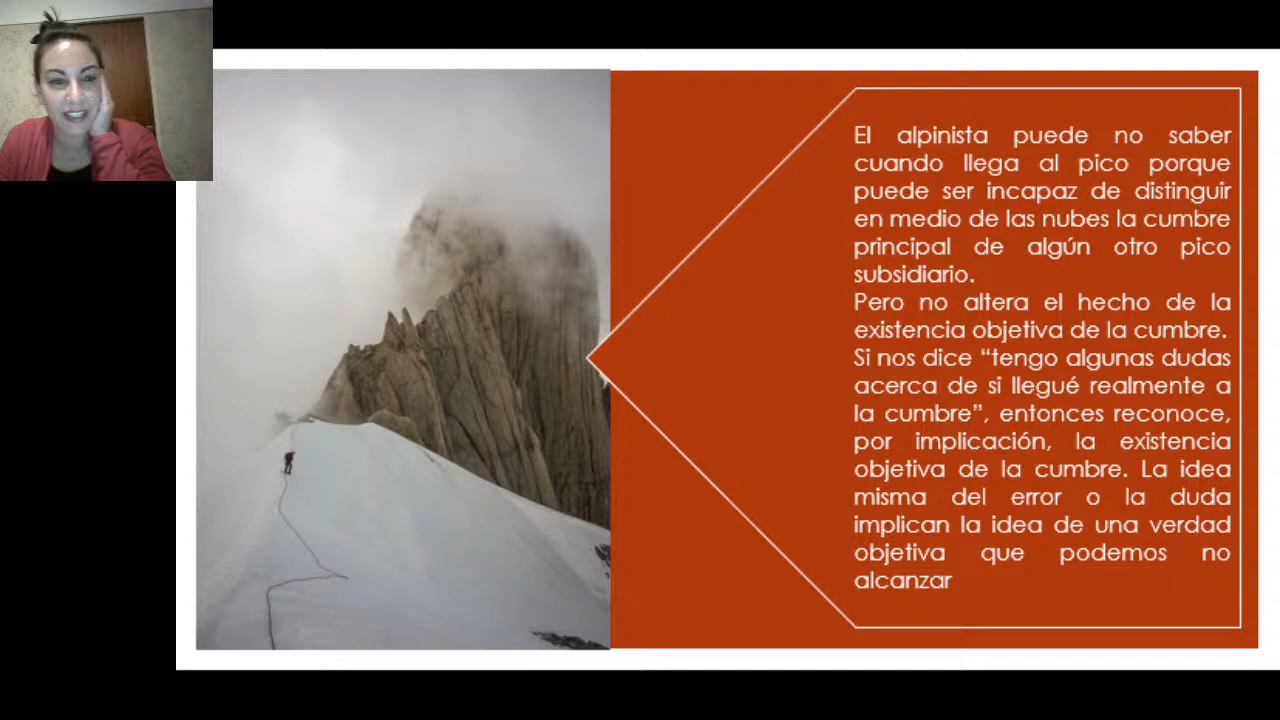 El alpinista puede no saber
cuando llega al pico porque
puede ser incapaz de distinguir
en medio de las nubes la cumbre
principal de algún otro pico
subsidiario.
Pero no altera el hecho de la
existencia objetiva de la cumbre.
Si nos dice “tengo algunas dudas
acerca de si llegué realmente a
la cumbre”, entonces reconoce,
por implicación, la existencia
objetiva de la cumbre. La idea
misma del error o la duda
implican la idea de una verdad
objetiva que podemos no
alcanzar